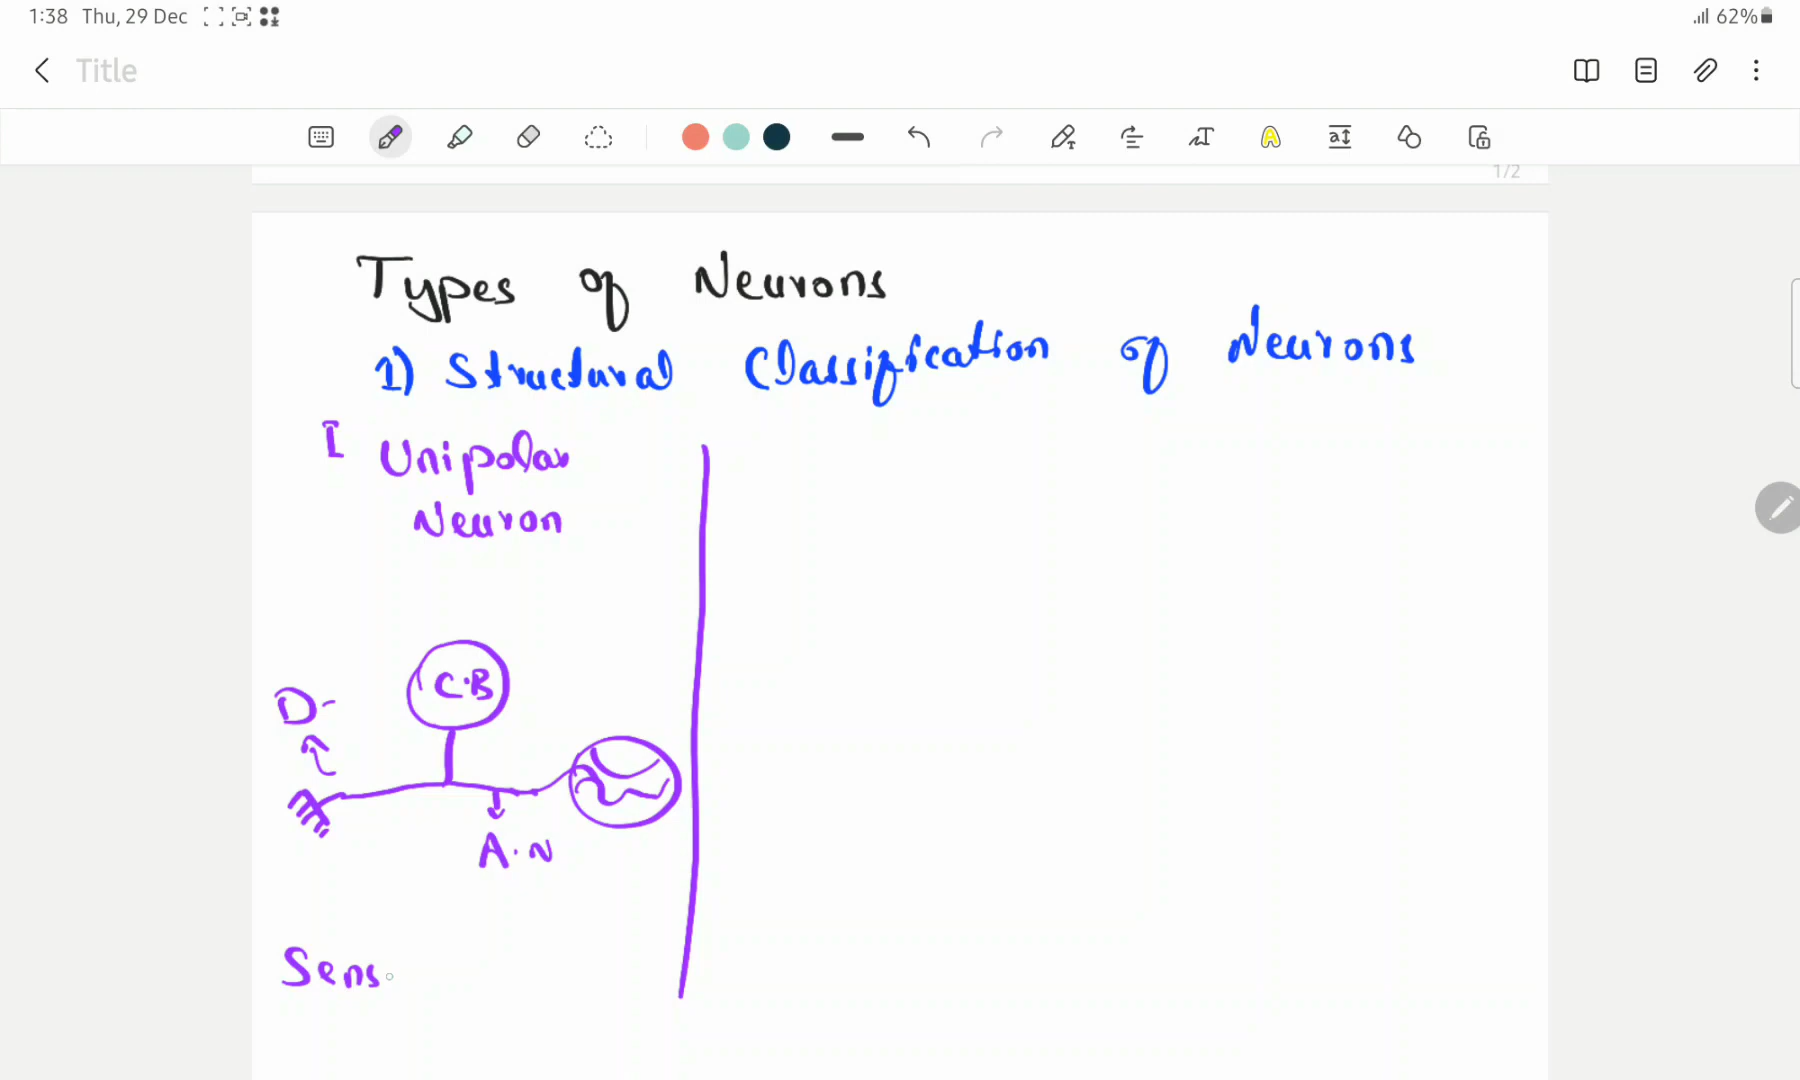 1:38 Thu, 29 Dec
62%
Title
1/2
Types of Neurons
1) Structural Classification of Neurons
I Unipolar
Neuron
C.B
D-
A.N
Sens